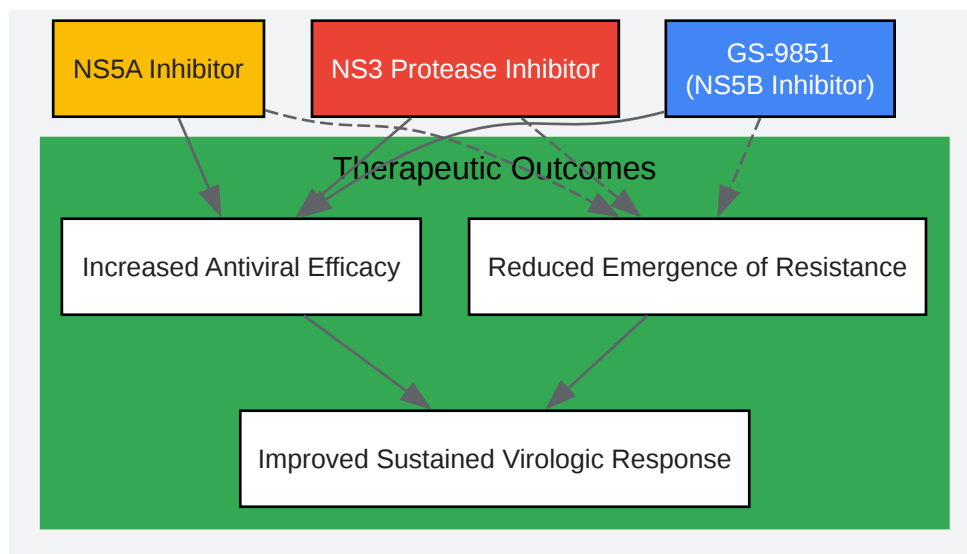 NS5A Inhibitor
NS3 Protease Inhibitor
GS-9851
(NS5B Inhibitor)
Therapeutic Outcomes
Increased Antiviral Efficacy
Reduced Emergence of Resistance
Improved Sustained Virologic Response